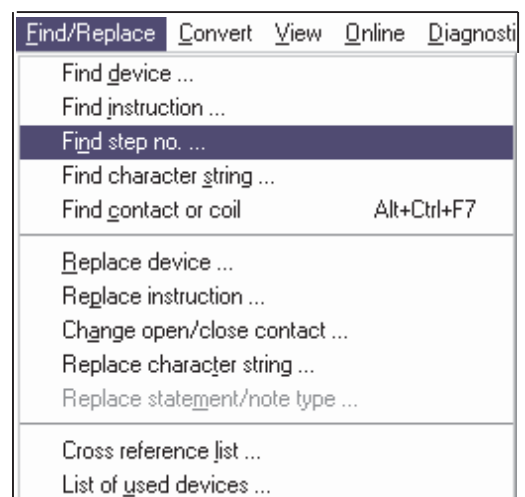 Find/Replace Convert View Online Diagnosti
Find device ...
Find instruction ...
Find step no. ...
Find character string ...
Find contact or coil Alt+Ctrl+F7
Replace device ...
Replace instruction ...
Change open/close contact ...
Replace character string ...
Replace statement/note type ...
Cross reference list ...
List of used devices ...